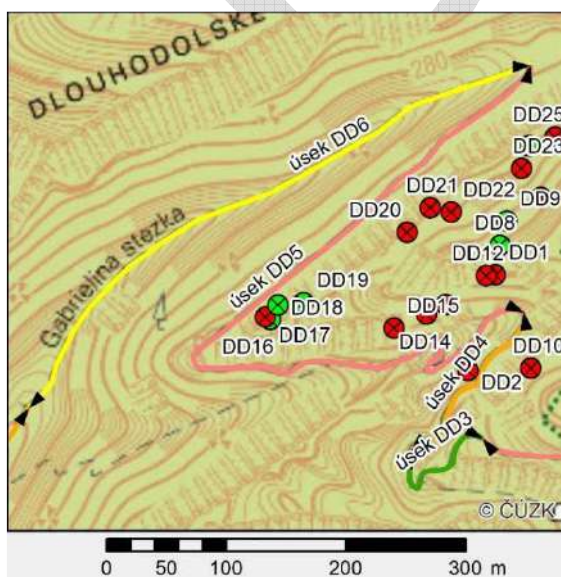 DLOUHODOLSKÉ
280
úsek DD6
Gabrielina stezka
úsek DD5
DD25
DD23
DD9
DD21
DD22
DD20
DD8
DD12
DD1
DD19
DD18
DD17
DD16
DD15
DD14
DD10
DD2
úsek DD4
úsek DD3
© ČÚZK
0 100 200 300 m